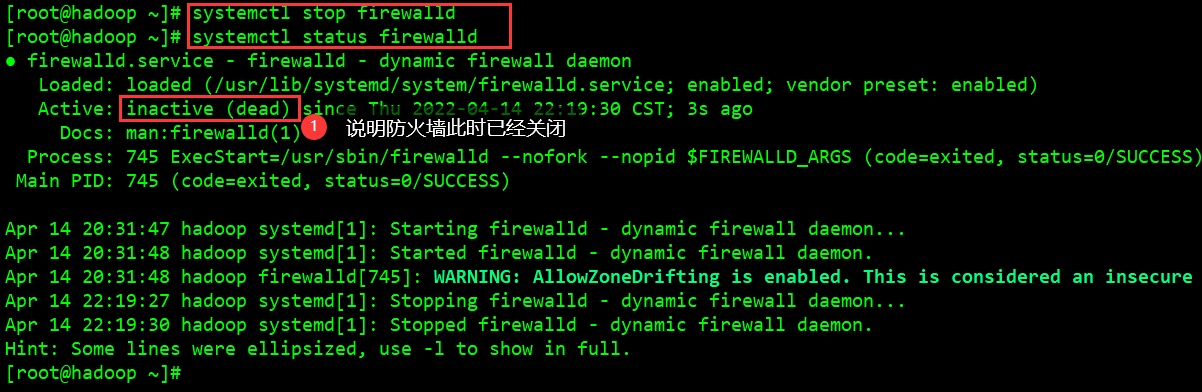 [root@hadoop ~]# systemctl stop firewalld
[root@hadoop ~]# systemctl status firewalld
● firewalld.service - firewalld - dynamic firewall daemon
Loaded: loaded (/usr/lib/systemd/system/firewalld.service; enabled; vendor preset: enabled)
Active: inactive (dead) since Thu 2022-04-14 22:19:30 CST; 3s ago
Docs: man:firewalld(1)
1 说明防火墙此时已经关闭
Process: 745 ExecStart=/usr/sbin/firewalld --nofork --nopid $FIREWALLD_ARGS (code=exited, status=0/SUCCESS)
Main PID: 745 (code=exited, status=0/SUCCESS)
Apr 14 20:31:47 hadoop systemd[1]: Starting firewalld - dynamic firewall daemon...
Apr 14 20:31:48 hadoop systemd[1]: Started firewalld - dynamic firewall daemon.
Apr 14 20:31:48 hadoop firewalld[745]: WARNING: AllowZoneDrifting is enabled. This is considered an insecure
Apr 14 22:19:27 hadoop systemd[1]: Stopping firewalld - dynamic firewall daemon...
Apr 14 22:19:30 hadoop systemd[1]: Stopped firewalld - dynamic firewall daemon.
Hint: Some lines were ellipsized, use -l to show in full.
[root@hadoop ~]#